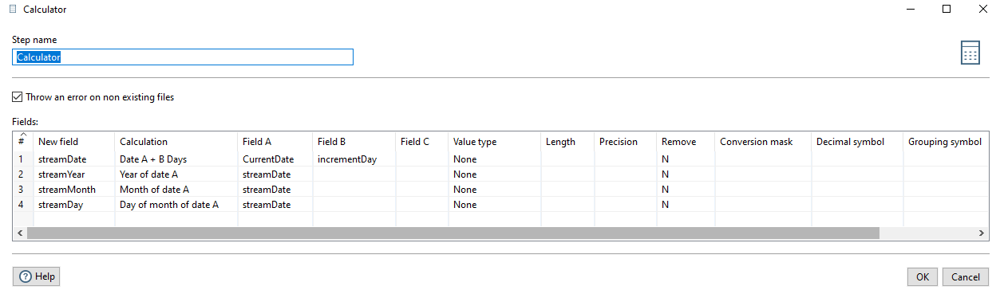 Calculator
Step name
Calculator
Throw an error on non existing files
Fields:
# New field Calculation Field A Field B Field C Value type Length Precision Remove Conversion mask Decimal symbol Grouping symbol
1 streamDate Date A + B Days CurrentDate incrementDay None N
2 streamYear Year of date A streamDate None N
3 streamMonth Month of date A streamDate None N
4 streamDay Day of month of date A streamDate None N
? Help OK Cancel